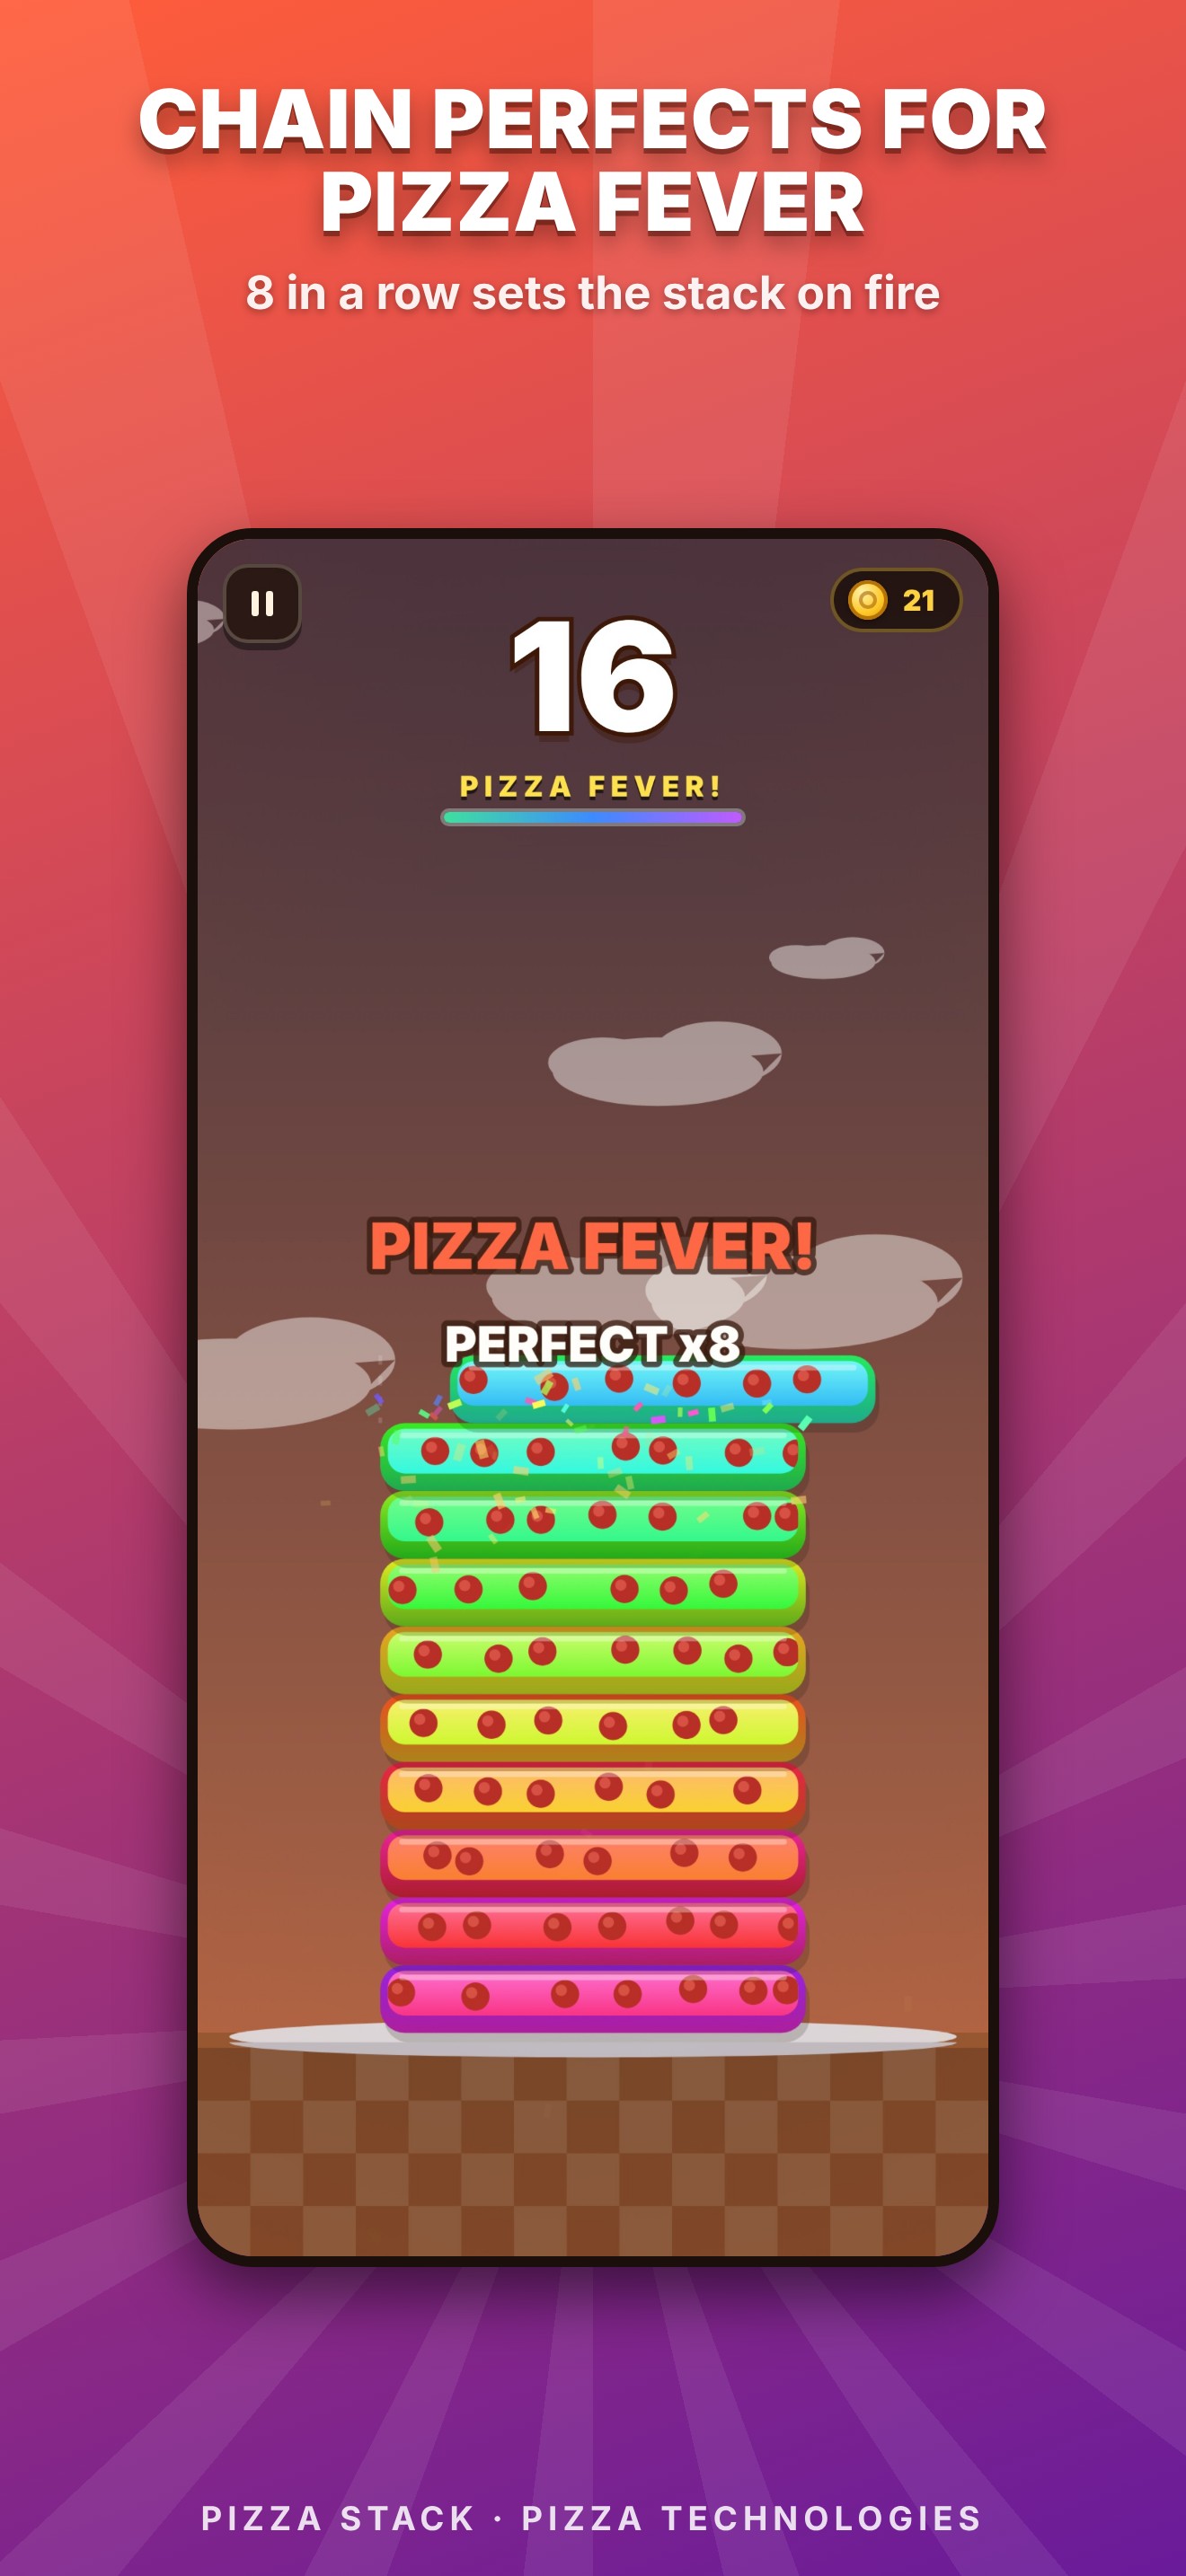 CHAIN PERFECTS FOR
PIZZA FEVER
8 in a row sets the stack on fire
21
16
PIZZA FEVER!
PIZZA FEVER!
PERFECT x8
PIZZA STACK · PIZZA TECHNOLOGIES